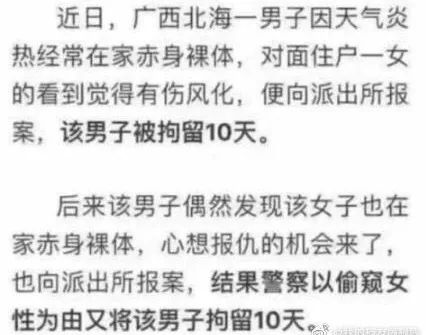 近日，广西北海一男子因天气炎
热经常在家赤身裸体，对面住户一女
的看到觉得有伤风化，便向派出所报
案，该男子被拘留10天。
后来该男子偶然发现该女子也在
家赤身裸体，心想报仇的机会来了，
也向派出所报案，结果警察以偷窥女
性为由又将该男子拘留10天。